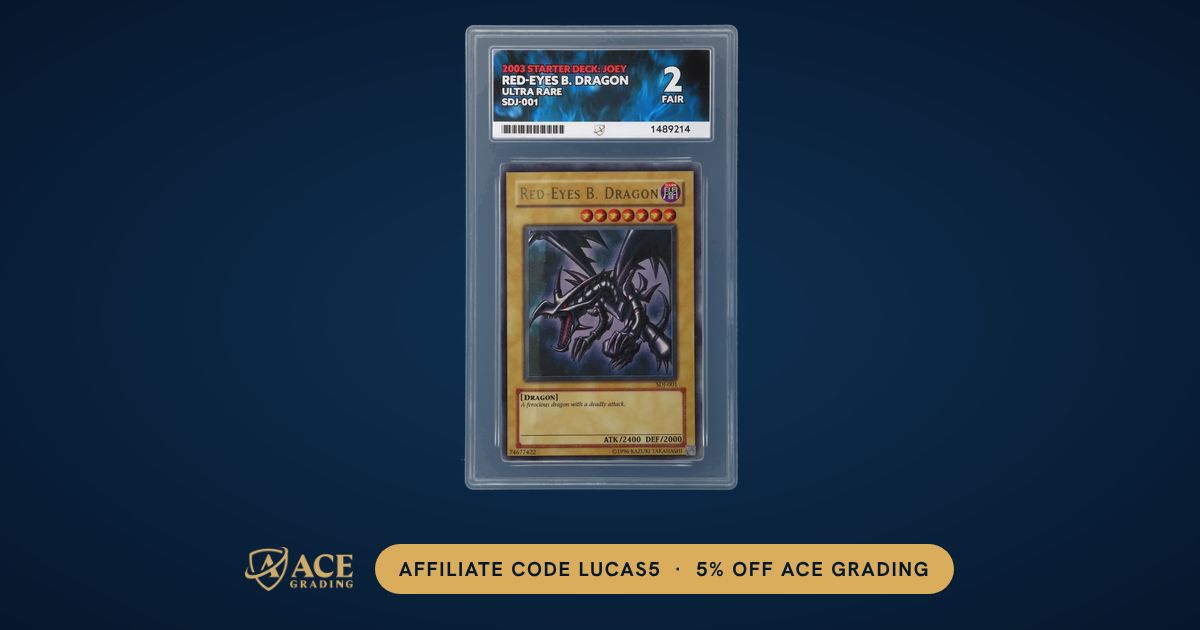 2003 STARTER DECK: JOEY
RED-EYES B. DRAGON
ULTRA RARE
SDJ-001
2
FAIR
1489214
RED-EYES B. DRAGON
闇
SDJ-001
[DRAGON]
A ferocious dragon with a deadly attack.
ATK/2400 DEF/2000
74677422
©1996 KAZUKI TAKAHASHI
ACE
GRADING
AFFILIATE CODE LUCAS5 · 5% OFF ACE GRADING